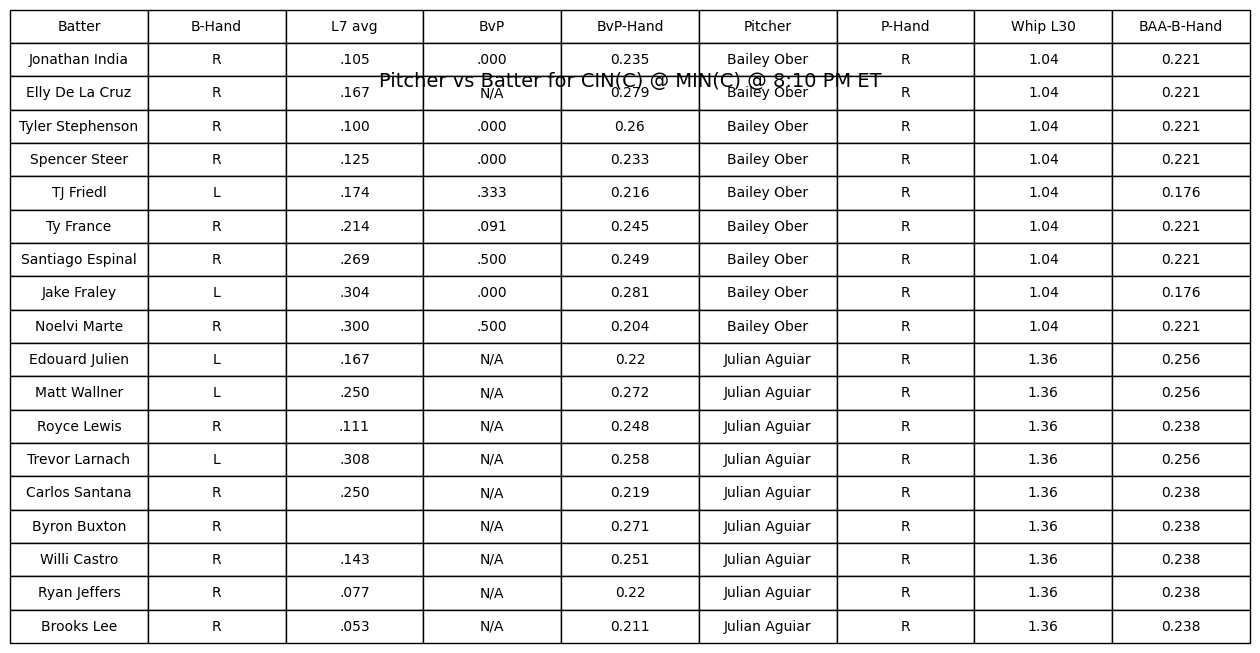 Batter B-Hand L7 avg BvP BvP-Hand Pitcher P-Hand Whip L30 BAA-B-Hand
Jonathan India R .105 .000 0.235 Bailey Ober R 1.04 0.221
Pitcher vs Batter for CIN(C) @ MIN(C) @ 8:10 PM ET
Elly De La Cruz R .167 N/A 0.279 Bailey Ober R 1.04 0.221
Tyler Stephenson R .100 .000 0.26 Bailey Ober R 1.04 0.221
Spencer Steer R .125 .000 0.233 Bailey Ober R 1.04 0.221
TJ Friedl L .174 .333 0.216 Bailey Ober R 1.04 0.176
Ty France R .214 .091 0.245 Bailey Ober R 1.04 0.221
Santiago Espinal R .269 .500 0.249 Bailey Ober R 1.04 0.221
Jake Fraley L .304 .000 0.281 Bailey Ober R 1.04 0.176
Noelvi Marte R .300 .500 0.204 Bailey Ober R 1.04 0.221
Edouard Julien L .167 N/A 0.22 Julian Aguiar R 1.36 0.256
Matt Wallner L .250 N/A 0.272 Julian Aguiar R 1.36 0.256
Royce Lewis R .111 N/A 0.248 Julian Aguiar R 1.36 0.238
Trevor Larnach L .308 N/A 0.258 Julian Aguiar R 1.36 0.256
Carlos Santana R .250 N/A 0.219 Julian Aguiar R 1.36 0.238
Byron Buxton R N/A 0.271 Julian Aguiar R 1.36 0.238
Willi Castro R .143 N/A 0.251 Julian Aguiar R 1.36 0.238
Ryan Jeffers R .077 N/A 0.22 Julian Aguiar R 1.36 0.238
Brooks Lee R .053 N/A 0.211 Julian Aguiar R 1.36 0.238